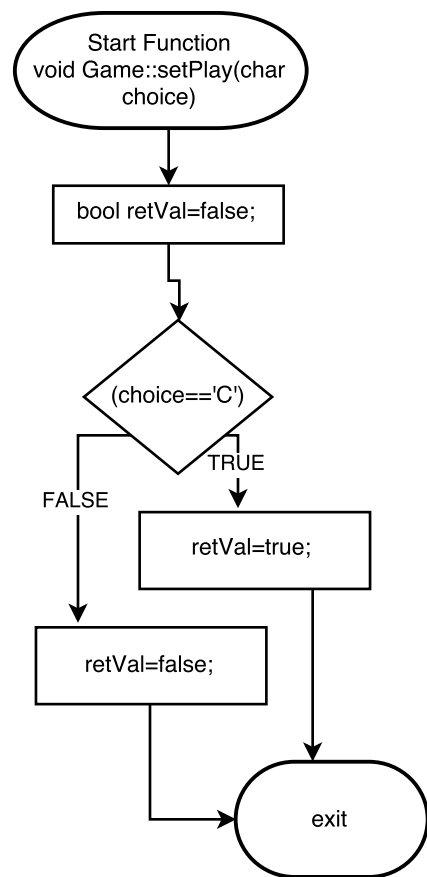 Start Function
void Game::setPlay(char
choice)
bool retVal=false;
(choice=='C')
TRUE
FALSE
retVal=true;
retVal=false;
exit